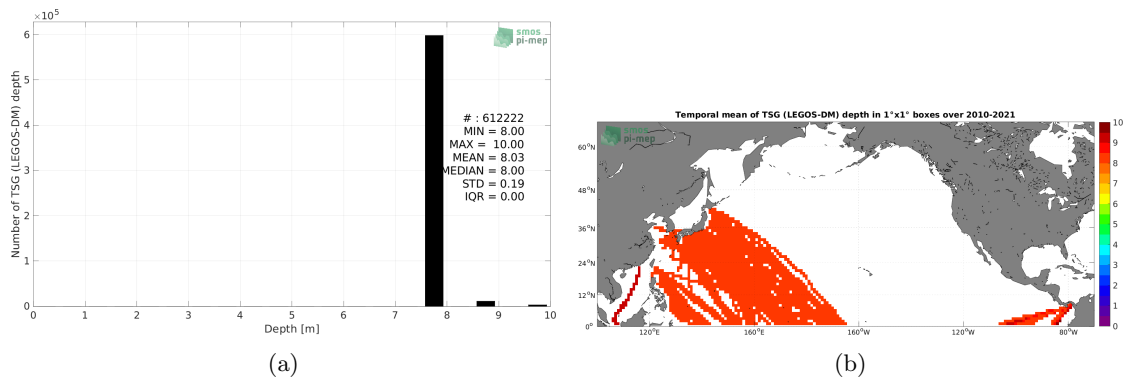 ×10⁵
smos
pi-mep
Number of TSG (LEGOS-DM) depth
6
5
4
3
2
1
0
# : 612222
MIN = 8.00
MAX = 10.00
MEAN = 8.03
MEDIAN = 8.00
STD = 0.19
IQR = 0.00
0 1 2 3 4 5 6 7 8 9 10
Depth [m]
(a)
Temporal mean of TSG (LEGOS-DM) depth in 1°x1° boxes over 2010-2021
smos
pi-mep
60°N
48°N
36°N
24°N
12°N
0°
120°E 160°E 160°W 120°W 80°W
10
9
8
7
6
5
4
3
2
1
0
(b)